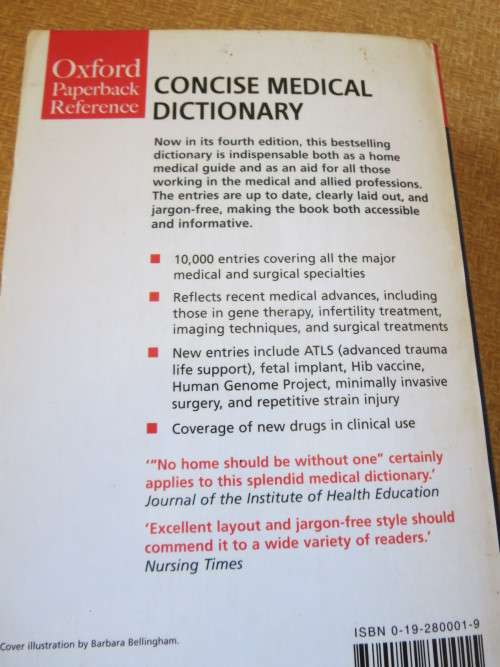 Oxford
Paperback
Reference
CONCISE MEDICAL
DICTIONARY
Now in its fourth edition, this bestselling
dictionary is indispensable both as a home
medical guide and as an aid for all those
working in the medical and allied professions.
The entries are up to date, clearly laid out, and
jargon-free, making the book both accessible
and informative.
10,000 entries covering all the major
medical and surgical specialties
Reflects recent medical advances, including
those in gene therapy, infertility treatment,
imaging techniques, and surgical treatments
New entries include ATLS (advanced trauma
life support), fetal implant, Hib vaccine,
Human Genome Project, minimally invasive
surgery, and repetitive strain injury
Coverage of new drugs in clinical use
‘“No home should be without one” certainly
applies to this splendid medical dictionary.’
Journal of the Institute of Health Education
‘Excellent layout and jargon-free style should
commend it to a wide variety of readers.’
Nursing Times
Cover illustration by Barbara Bellingham.
ISBN 0-19-280001-9